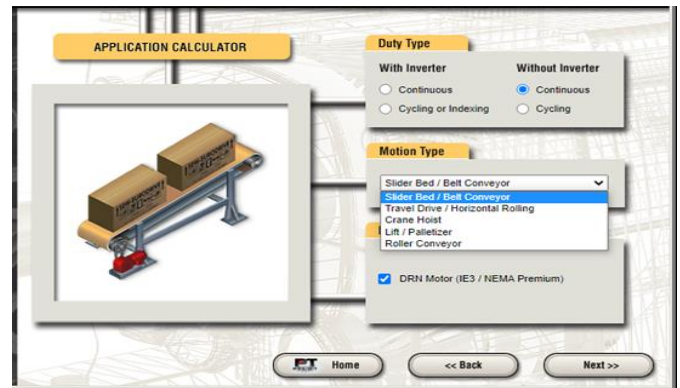 APPLICATION CALCULATOR
Duty Type
With Inverter
Without Inverter
Continuous
Continuous
Cycling or Indexing
Cycling
Motion Type
Slider Bed / Belt Conveyor
Slider Bed / Belt Conveyor
Travel Drive / Horizontal Rolling
Crane Hoist
Lift / Palletizer
Roller Conveyor
DRN Motor (IE3 / NEMA Premium)
PT Home
<< Back
Next >>